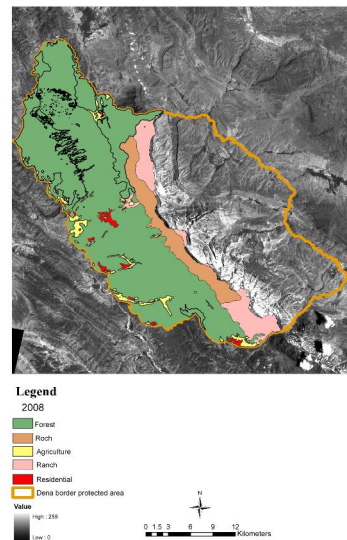 Legend
2008
Forest
Roch
Agriculture
Ranch
Residential
Dena border protected area
Value
High : 255
Low : 0
N
0 1.5 3 6 9 12
Kilometers